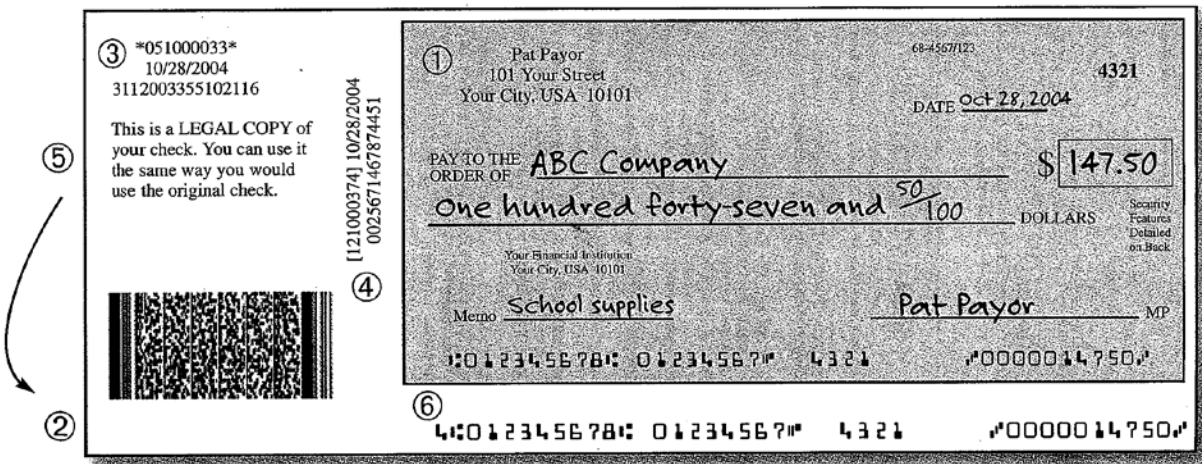 ③ *051000033*
10/28/2004
3112003355102116
This is a LEGAL COPY of
your check. You can use it
the same way you would
use the original check.
⑤
②
[121000374] 10/28/2004
002567146787 4451
④
①
Pat Payor
101 Your Street
Your City, USA 10101
68-4567/123
4321
DATE Oct 28, 2004
PAY TO THE
ORDER OF ABC Company $ 147.50
One hundred forty-seven and 50/100 DOLLARS
Security
Features
Detailed
on Back
Your Financial Institution
Your City, USA 10101
Memo School supplies Pat Payor MP
⑆012345678⑆ 01234567⑈ 4321 ⑇0000014750⑇
⑥
4⑆012345678⑆ 01234567⑈ 4321 ⑇0000014750⑇